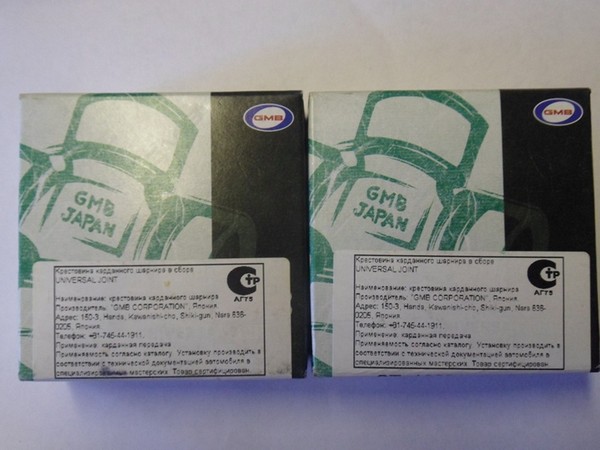 GMB
GMB
JAPAN
Крестовина карданного шарнира в сборе
UNIVERSAL JOINT
Наименование: крестовина карданного шарнира
Производитель: "GMB CORPORATION", Япония
Адрес: 150-3, Handa, Kawanishi-cho, Shiki-gun, Nara 636-
0205, Япония
Телефон: +81-746-44-1911.
Применение: карданная передача
Применяемость согласно каталогу. Установку производить в
соответствии с технической документацией автомобиля в
специализированных мастерских. Товар сертифицирован.
СТР
АГ75
GMB
GMB
JAPAN
Крестовина карданного шарнира в сборе
UNIVERSAL JOINT
Наименование: крестовина карданного шарнира
Производитель: "GMB CORPORATION", Япония
Адрес: 150-3, Handa, Kawanishi-cho, Shiki-gun, Nara 636-
0205, Япония
Телефон: +81-746-44-1911.
Применение: карданная передача
Применяемость согласно каталогу. Установку производить в
соответствии с технической документацией автомобиля в
специализированных мастерских. Товар сертифицирован.
СТР
АГ75